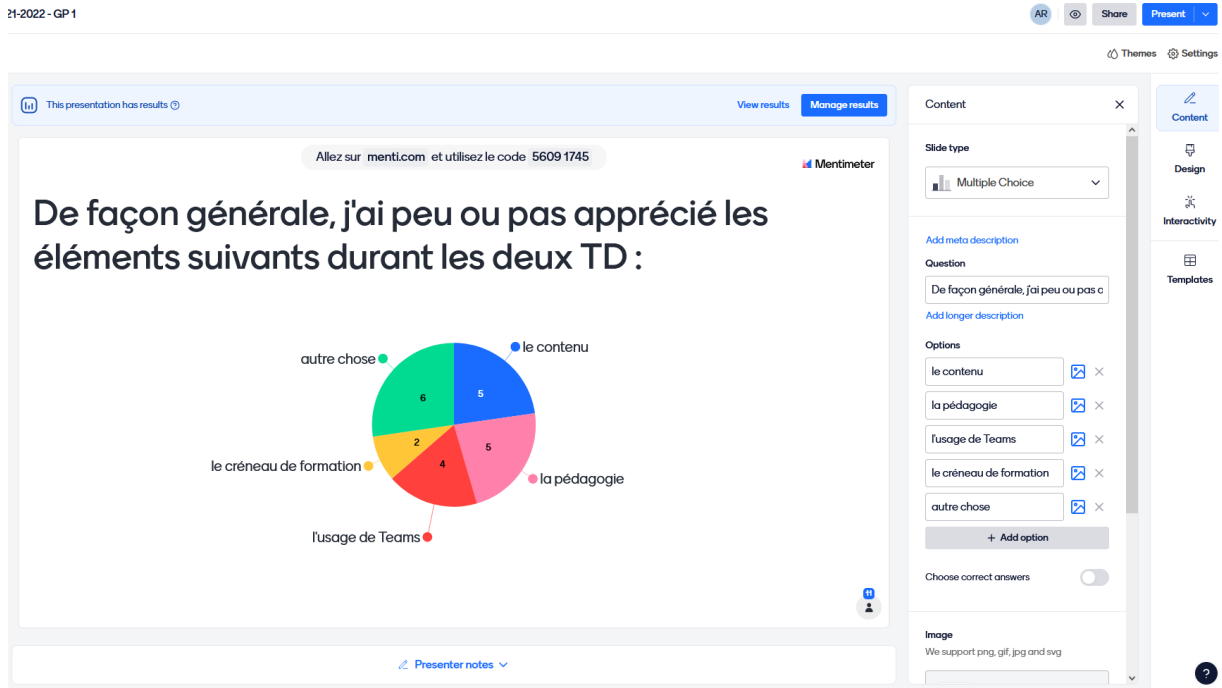 21-2022 - GP 1
AR
Share
Present
Themes
Settings
This presentation has results
View results
Manage results
Allez sur menti.com et utilisez le code 5609 1745
Mentimeter
De façon générale, j'ai peu ou pas apprécié les
éléments suivants durant les deux TD :
autre chose
le contenu
6
5
2
5
4
le créneau de formation
la pédagogie
l'usage de Teams
11
Presenter notes
Content
Slide type
Multiple Choice
Add meta description
Question
De façon générale, j'ai peu ou pas c
Add longer description
Options
le contenu
la pédagogie
l'usage de Teams
le créneau de formation
autre chose
+ Add option
Choose correct answers
Image
We support png, gif, jpg and svg
Content
Design
Interactivity
Templates
?